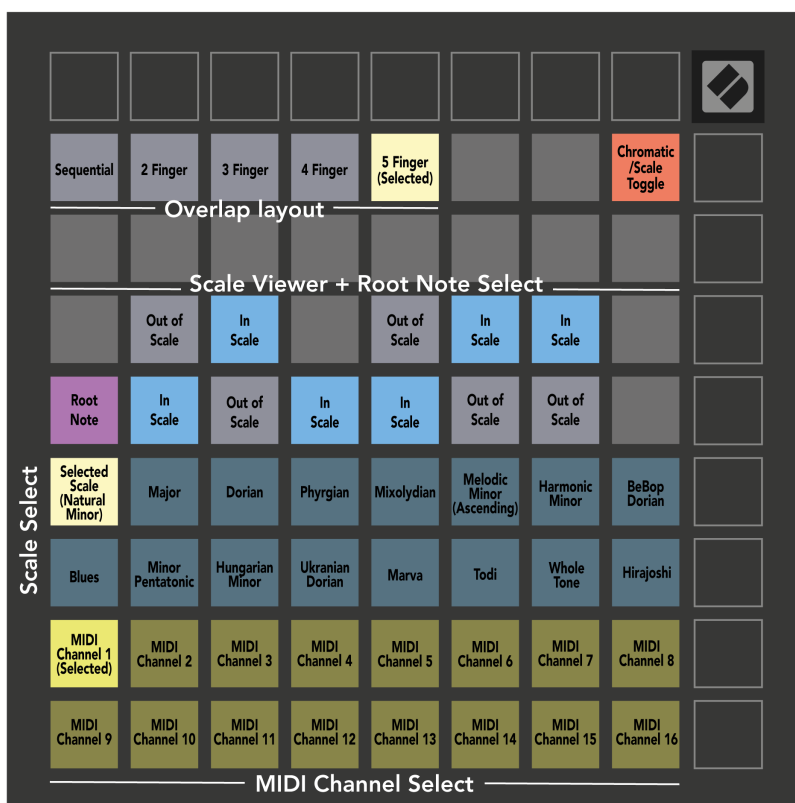 Sequential
2 Finger
3 Finger
4 Finger
5 Finger
(Selected)
Chromatic
/Scale
Toggle
Overlap layout
Scale Viewer + Root Note Select
Out of
Scale
In
Scale
Out of
Scale
In
Scale
In
Scale
Root
Note
In
Scale
Out of
Scale
In
Scale
In
Scale
Out of
Scale
Out of
Scale
Scale Select
Selected
Scale
(Natural
Minor)
Major
Dorian
Phyrgian
Mixolydian
Melodic
Minor
(Ascending)
Harmonic
Minor
BeBop
Dorian
Blues
Minor
Pentatonic
Hungarian
Minor
Ukranian
Dorian
Marva
Todi
Whole
Tone
Hirajoshi
MIDI
Channel 1
(Selected)
MIDI
Channel 2
MIDI
Channel 3
MIDI
Channel 4
MIDI
Channel 5
MIDI
Channel 6
MIDI
Channel 7
MIDI
Channel 8
MIDI
Channel 9
MIDI
Channel 10
MIDI
Channel 11
MIDI
Channel 12
MIDI
Channel 13
MIDI
Channel 14
MIDI
Channel 15
MIDI
Channel 16
MIDI Channel Select